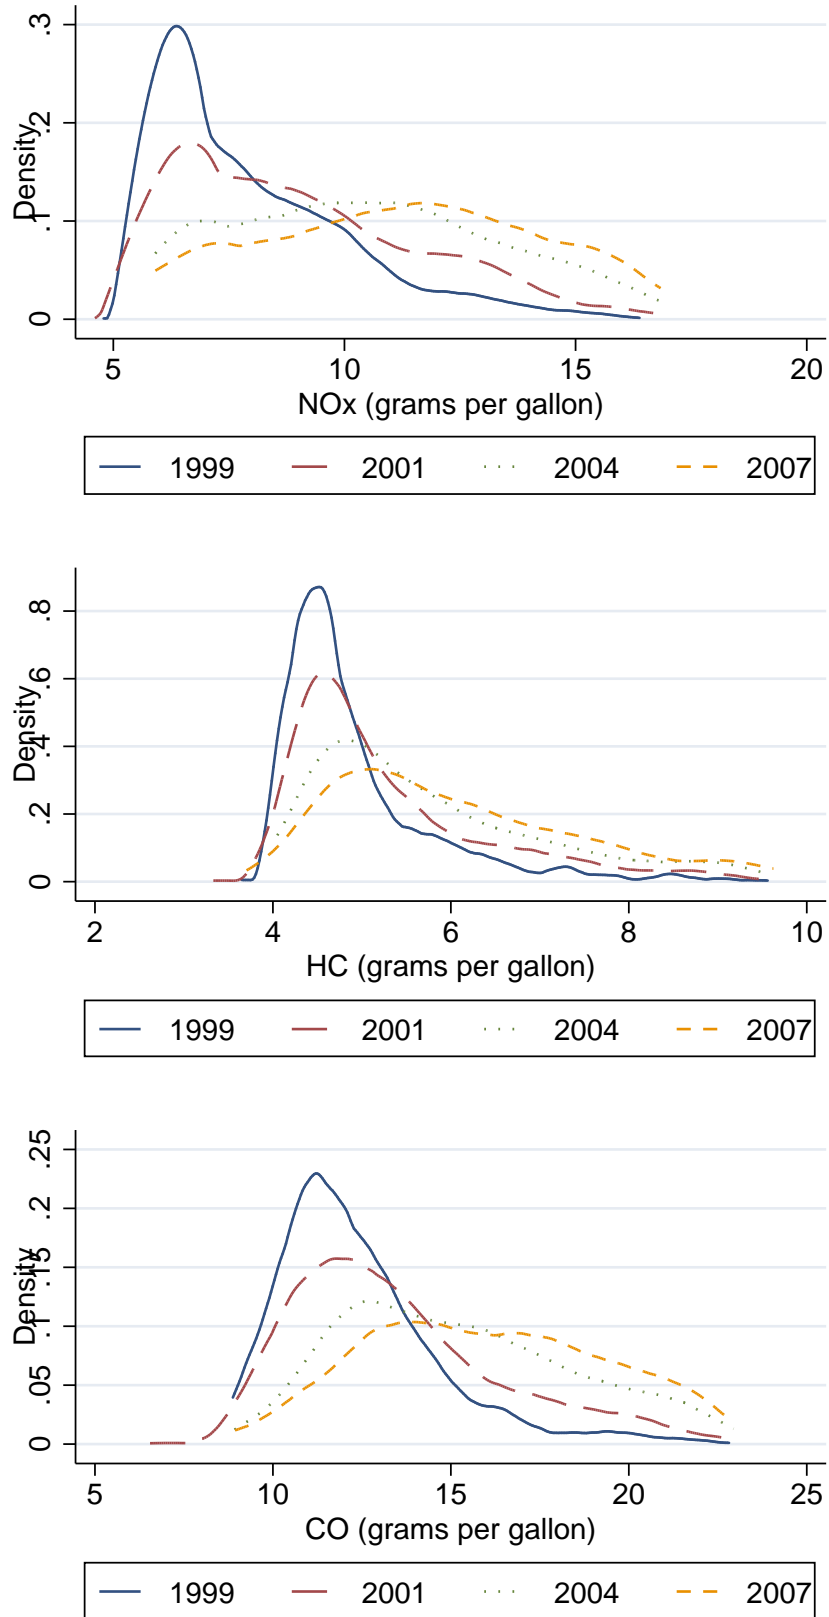 .3
.2
.1
0
Density
5 10 15 20
NOx (grams per gallon)
1999 2001 2004 2007
.8
.6
.4
.2
0
Density
2 4 6 8 10
HC (grams per gallon)
1999 2001 2004 2007
.25
.2
.15
.1
.05
0
Density
5 10 15 20 25
CO (grams per gallon)
1999 2001 2004 2007